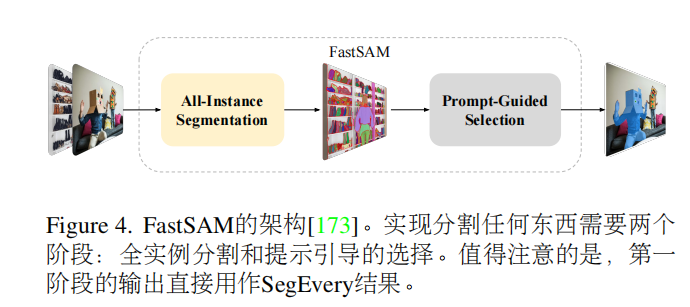 FastSAM
All-Instance
Segmentation
Prompt-Guided
Selection
Figure 4. FastSAM的架构[173]。实现分割任何东西需要两个
阶段：全实例分割和提示引导的选择。值得注意的是，第一
阶段的输出直接用作SegEvery结果。